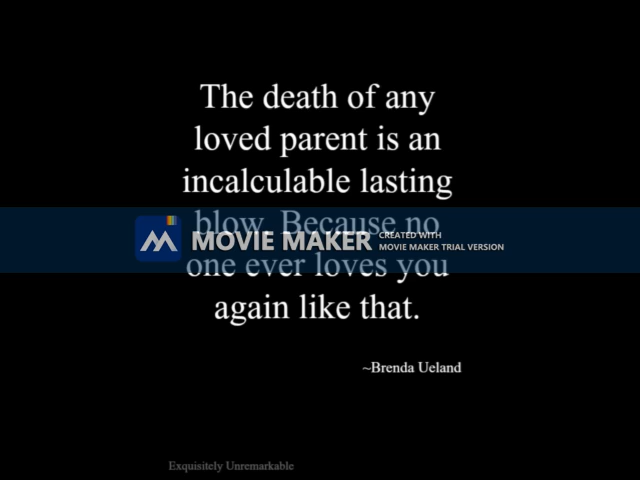 The death of any
loved parent is an
incalculable lasting
blow. Because no
MOVIE MAKER CREATED WITH
MOVIE MAKER TRIAL VERSION
one ever loves you
again like that.
~Brenda Ueland
Exquisitely Unremarkable